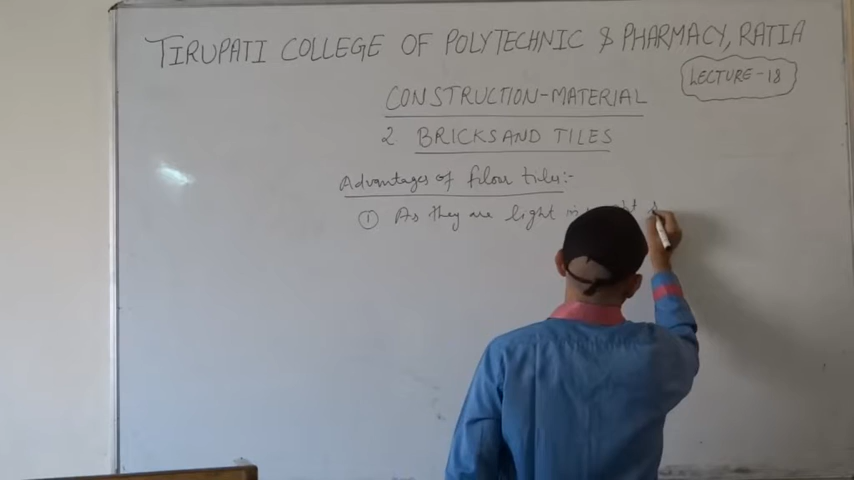 TIRUPATI COLLEGE OF POLYTECHNIC & PHARMACY, RATIA
LECTURE-18
CONSTRUCTION-MATERIAL
2 BRICKS AND TILES
Advantages of filour tiles:-
① As they are light in